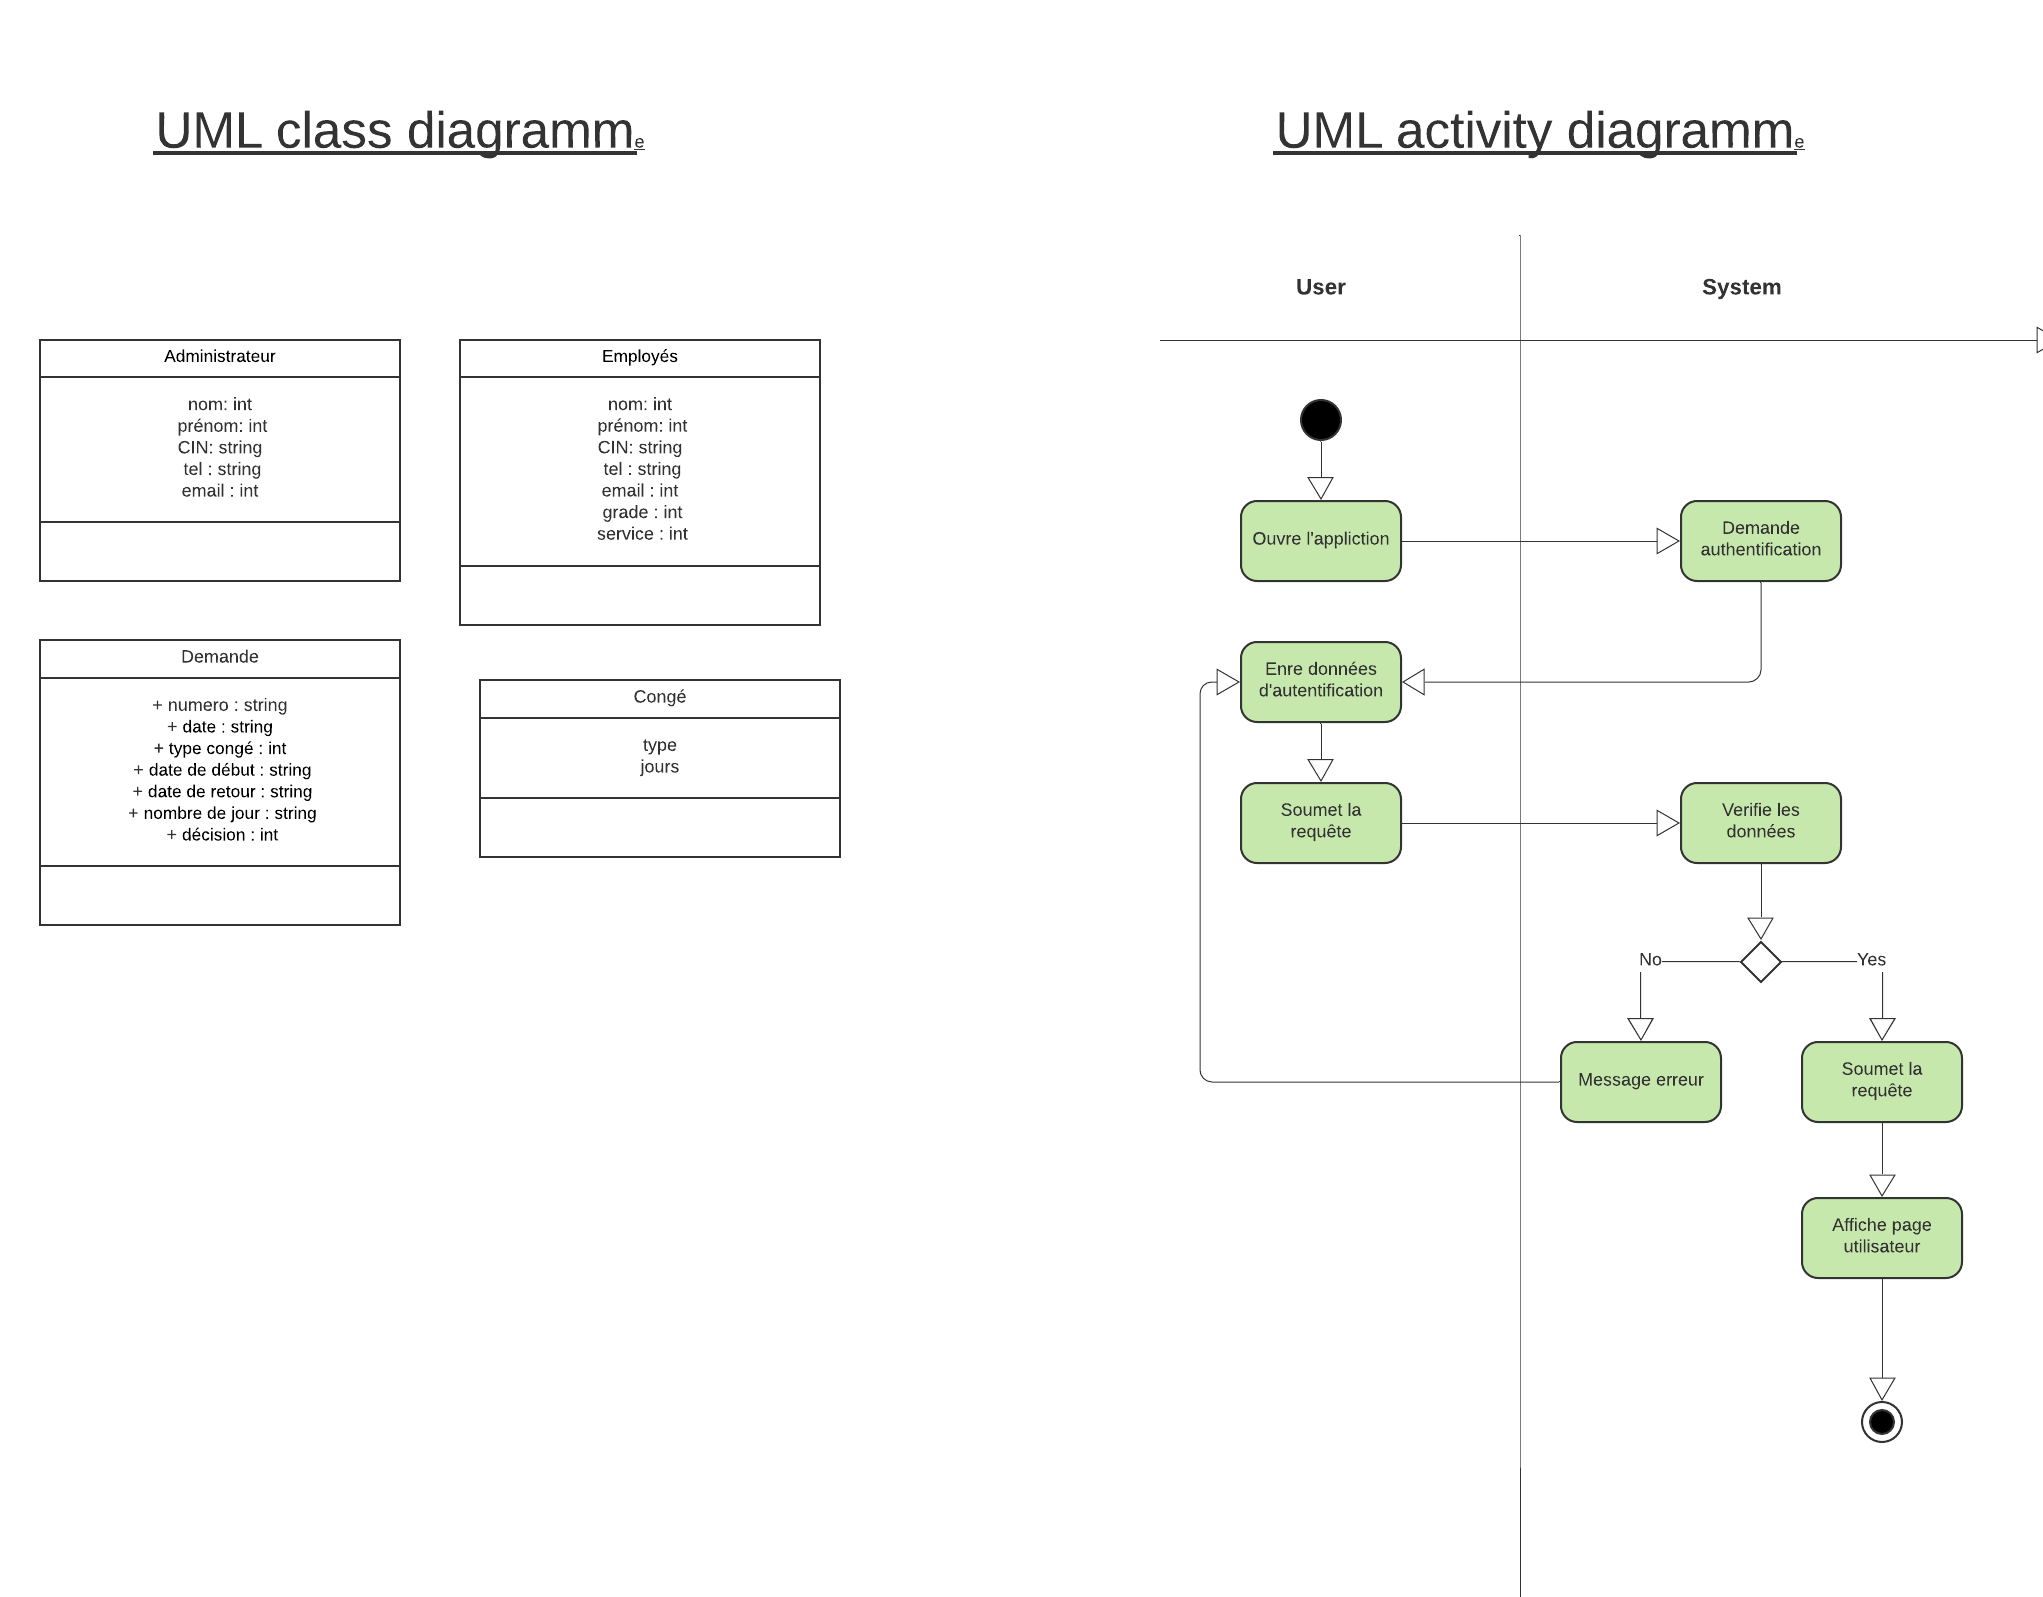 UML class diagramme
Administrateur
nom: int
prénom: int
CIN: string
tel : string
email : int
Employés
nom: int
prénom: int
CIN: string
tel : string
email : int
grade : int
service : int
Demande
+ numero : string
+ date : string
+ type congé : int
+ date de début : string
+ date de retour : string
+ nombre de jour : string
+ décision : int
Congé
type
jours
UML activity diagramme
User
System
Ouvre l'appliction
Demande
authentification
Enre données
d'autentification
Soumet la
requête
Verifie les
données
No
Yes
Message erreur
Soumet la
requête
Affiche page
utilisateur